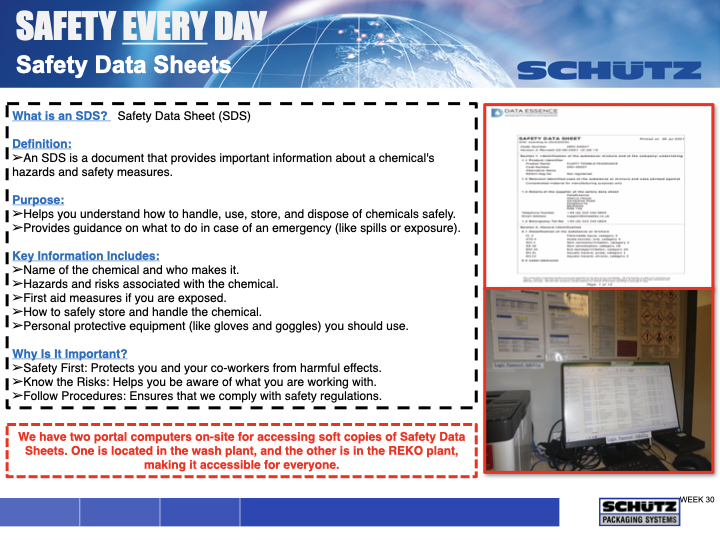 SAFETY EVERY DAY
Safety Data Sheets
SCHÜTZ
What is an SDS? Safety Data Sheet (SDS)
Definition:
➢An SDS is a document that provides important information about a chemical's
hazards and safety measures.
Purpose:
➢Helps you understand how to handle, use, store, and dispose of chemicals safely.
➢Provides guidance on what to do in case of an emergency (like spills or exposure).
Key Information Includes:
➢Name of the chemical and who makes it.
➢Hazards and risks associated with the chemical.
➢First aid measures if you are exposed.
➢How to safely store and handle the chemical.
➢Personal protective equipment (like gloves and goggles) you should use.
Why Is It Important?
➢Safety First: Protects you and your co-workers from harmful effects.
➢Know the Risks: Helps you be aware of what you are working with.
➢Follow Procedures: Ensures that we comply with safety regulations.
We have two portal computers on-site for accessing soft copies of Safety Data
Sheets. One is located in the wash plant, and the other is in the REKO plant,
making it accessible for everyone.
DATA ESSENCE
SAFETY DATA SHEET
WEEK 30
SCHÜTZ
PACKAGING SYSTEMS